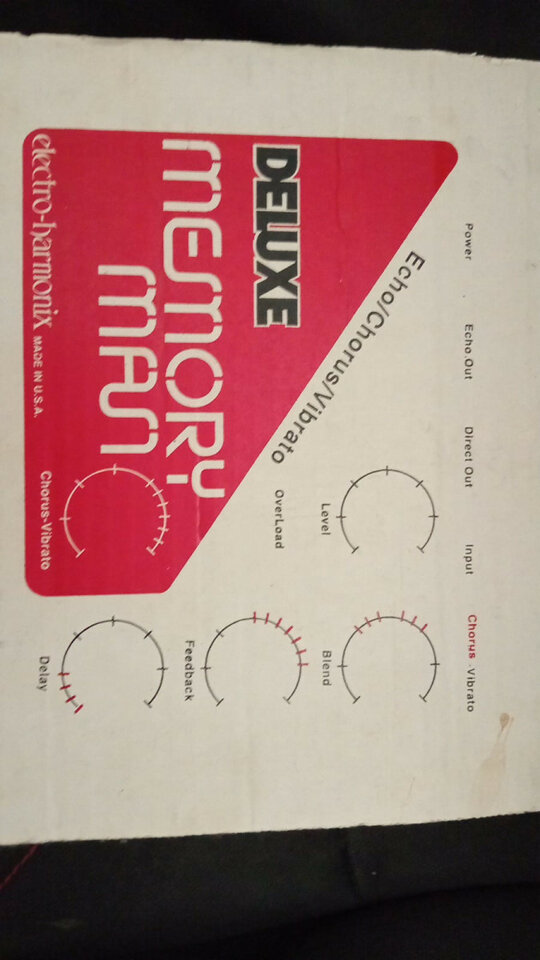 Power Echo.Out Direct Out Input Chorus -Vibrato
Echo/Chorus/Vibrato
Level Blend
DELUXE
OverLoad
MEMORY
Feedback
MAN
electro-harmonix MADE IN U.S.A. Chorus-Vibrato Delay